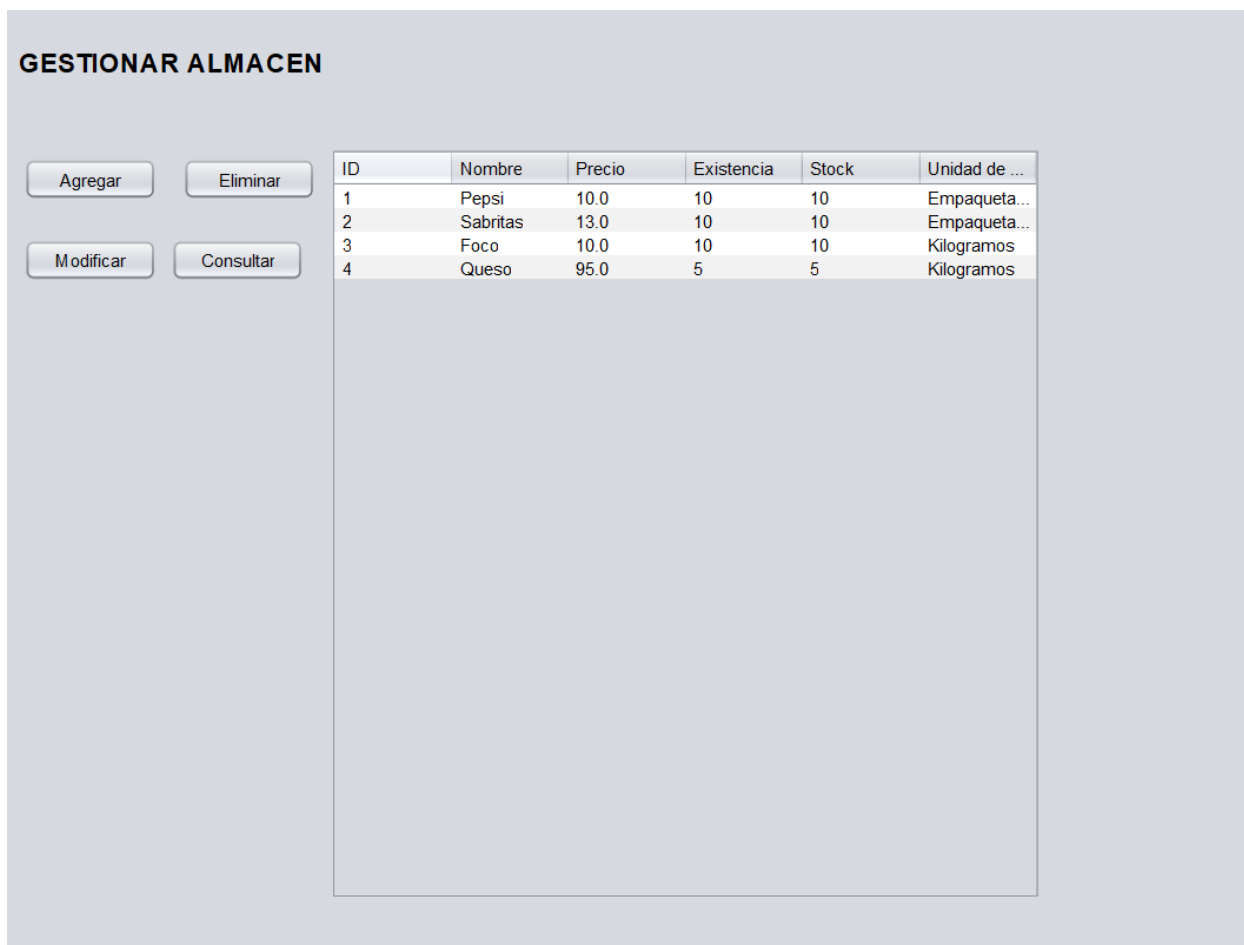 GESTIONAR ALMACEN
Agregar Eliminar
Modificar Consultar
ID Nombre Precio Existencia Stock Unidad de ...
1 Pepsi 10.0 10 10 Empaqueta...
2 Sabritas 13.0 10 10 Empaqueta...
3 Foco 10.0 10 10 Kilogramos
4 Queso 95.0 5 5 Kilogramos